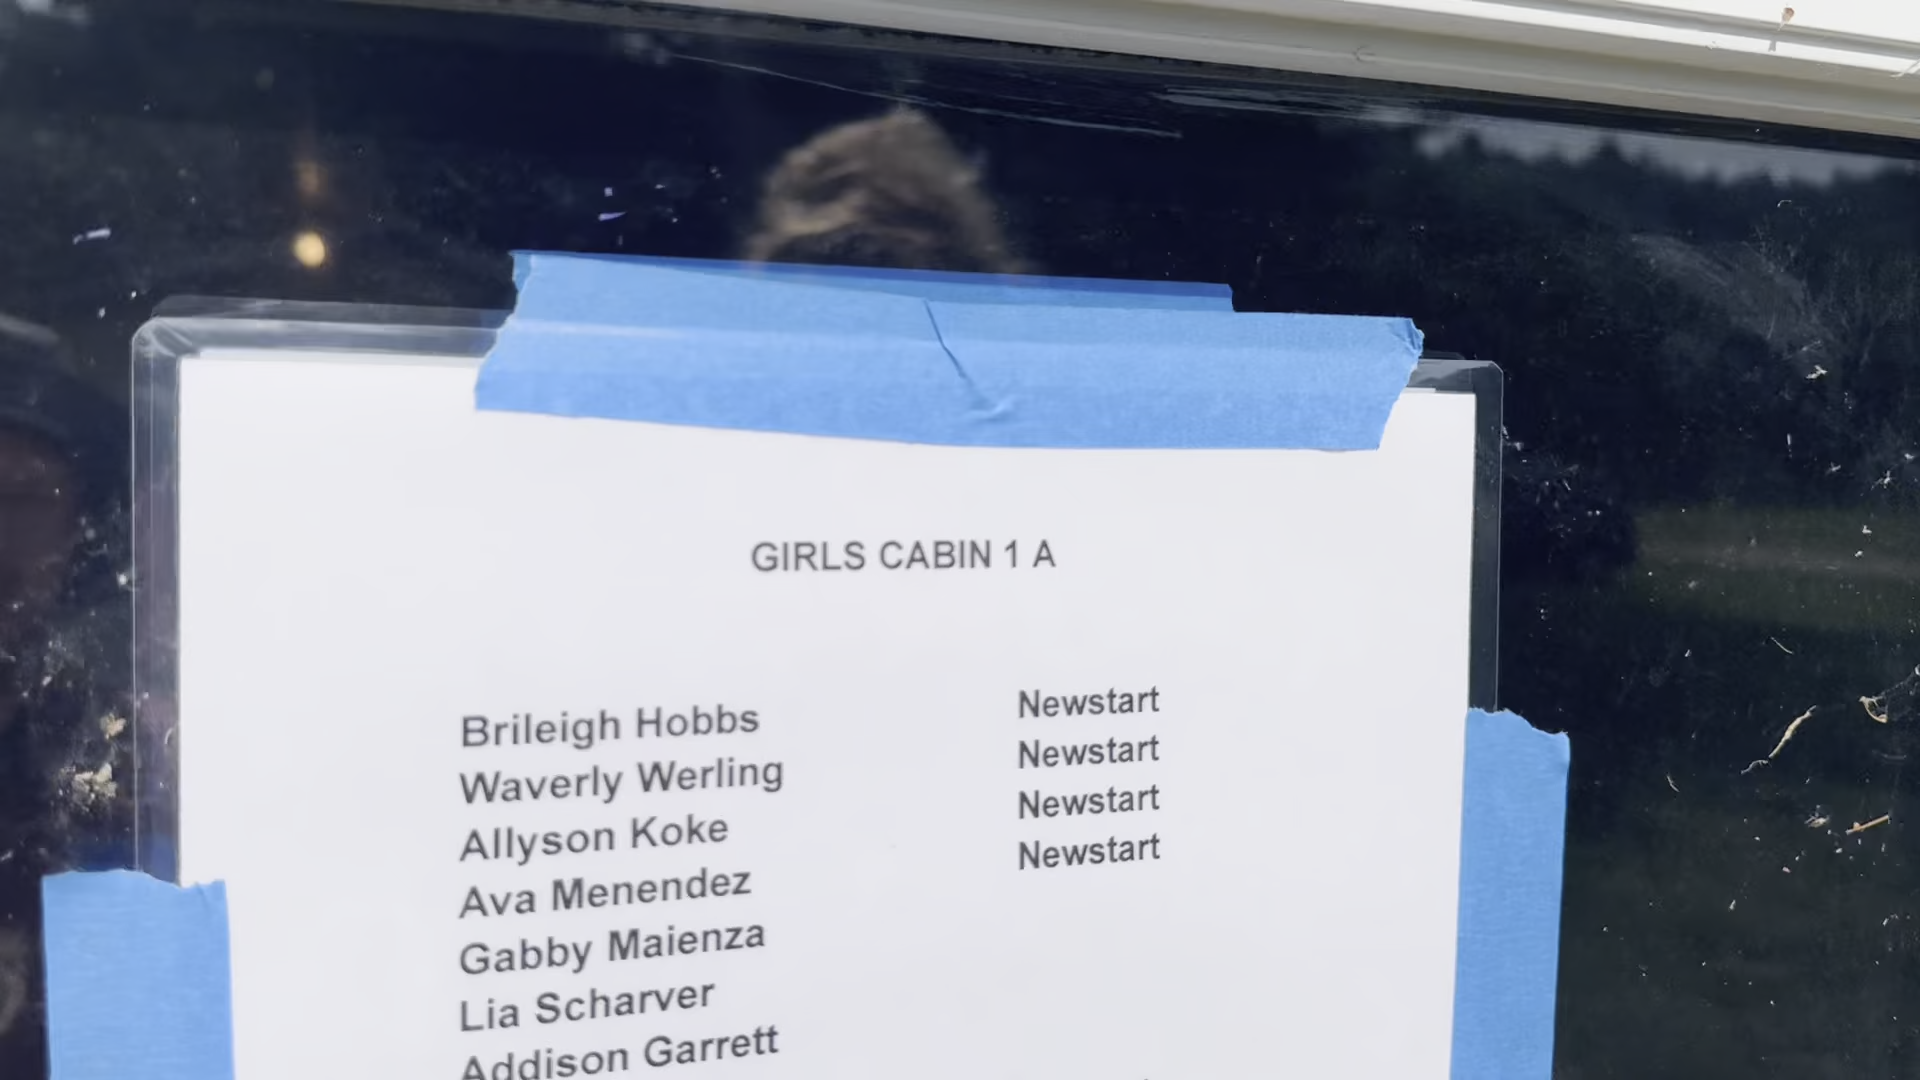 GIRLS CABIN 1 A
Brileigh Hobbs Newstart
Waverly Werling Newstart
Allyson Koke Newstart
Ava Menendez Newstart
Gabby Maienza
Lia Scharver
Addison Garrett